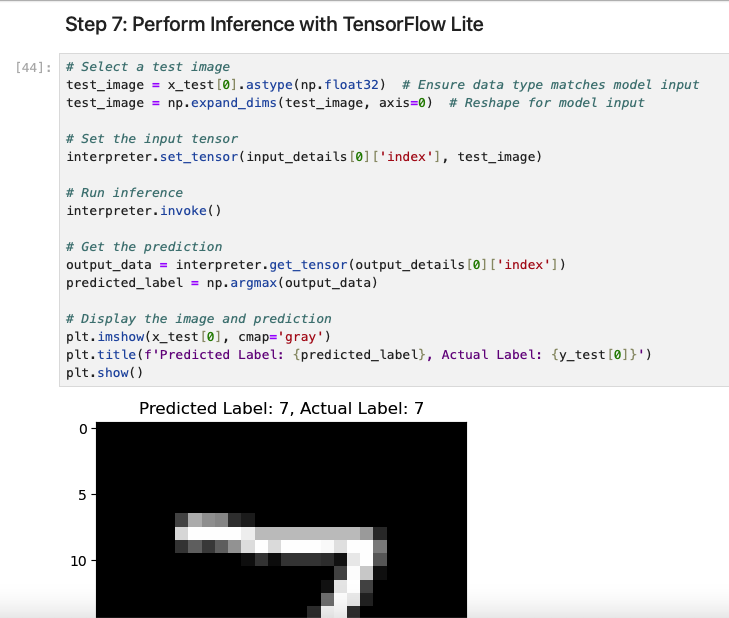 Step 7: Perform Inference with TensorFlow Lite
[44]:
# Select a test image
test_image = x_test[0].astype(np.float32)  # Ensure data type matches model input
test_image = np.expand_dims(test_image, axis=0)  # Reshape for model input

# Set the input tensor
interpreter.set_tensor(input_details[0]['index'], test_image)

# Run inference
interpreter.invoke()

# Get the prediction
output_data = interpreter.get_tensor(output_details[0]['index'])
predicted_label = np.argmax(output_data)

# Display the image and prediction
plt.imshow(x_test[0], cmap='gray')
plt.title(f'Predicted Label: {predicted_label}, Actual Label: {y_test[0]}')
plt.show()
Predicted Label: 7, Actual Label: 7
0
5
10